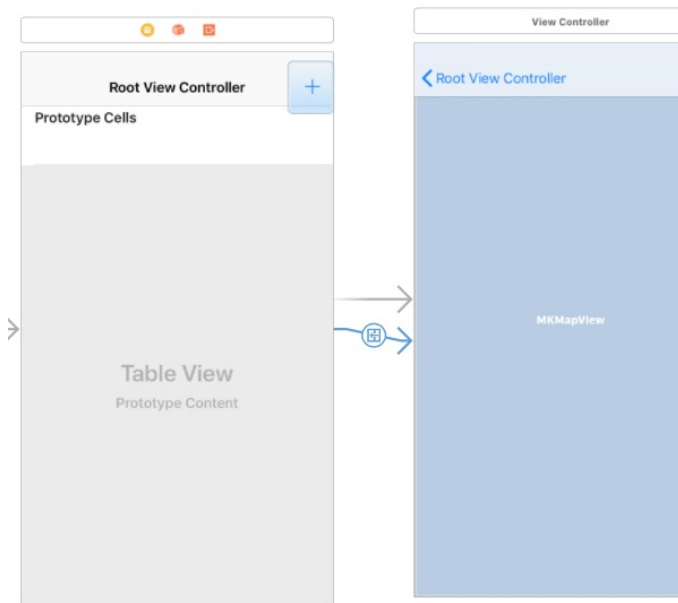 View Controller
Root View Controller
+
Prototype Cells
Table View
Prototype Content
Root View Controller
MKMapView